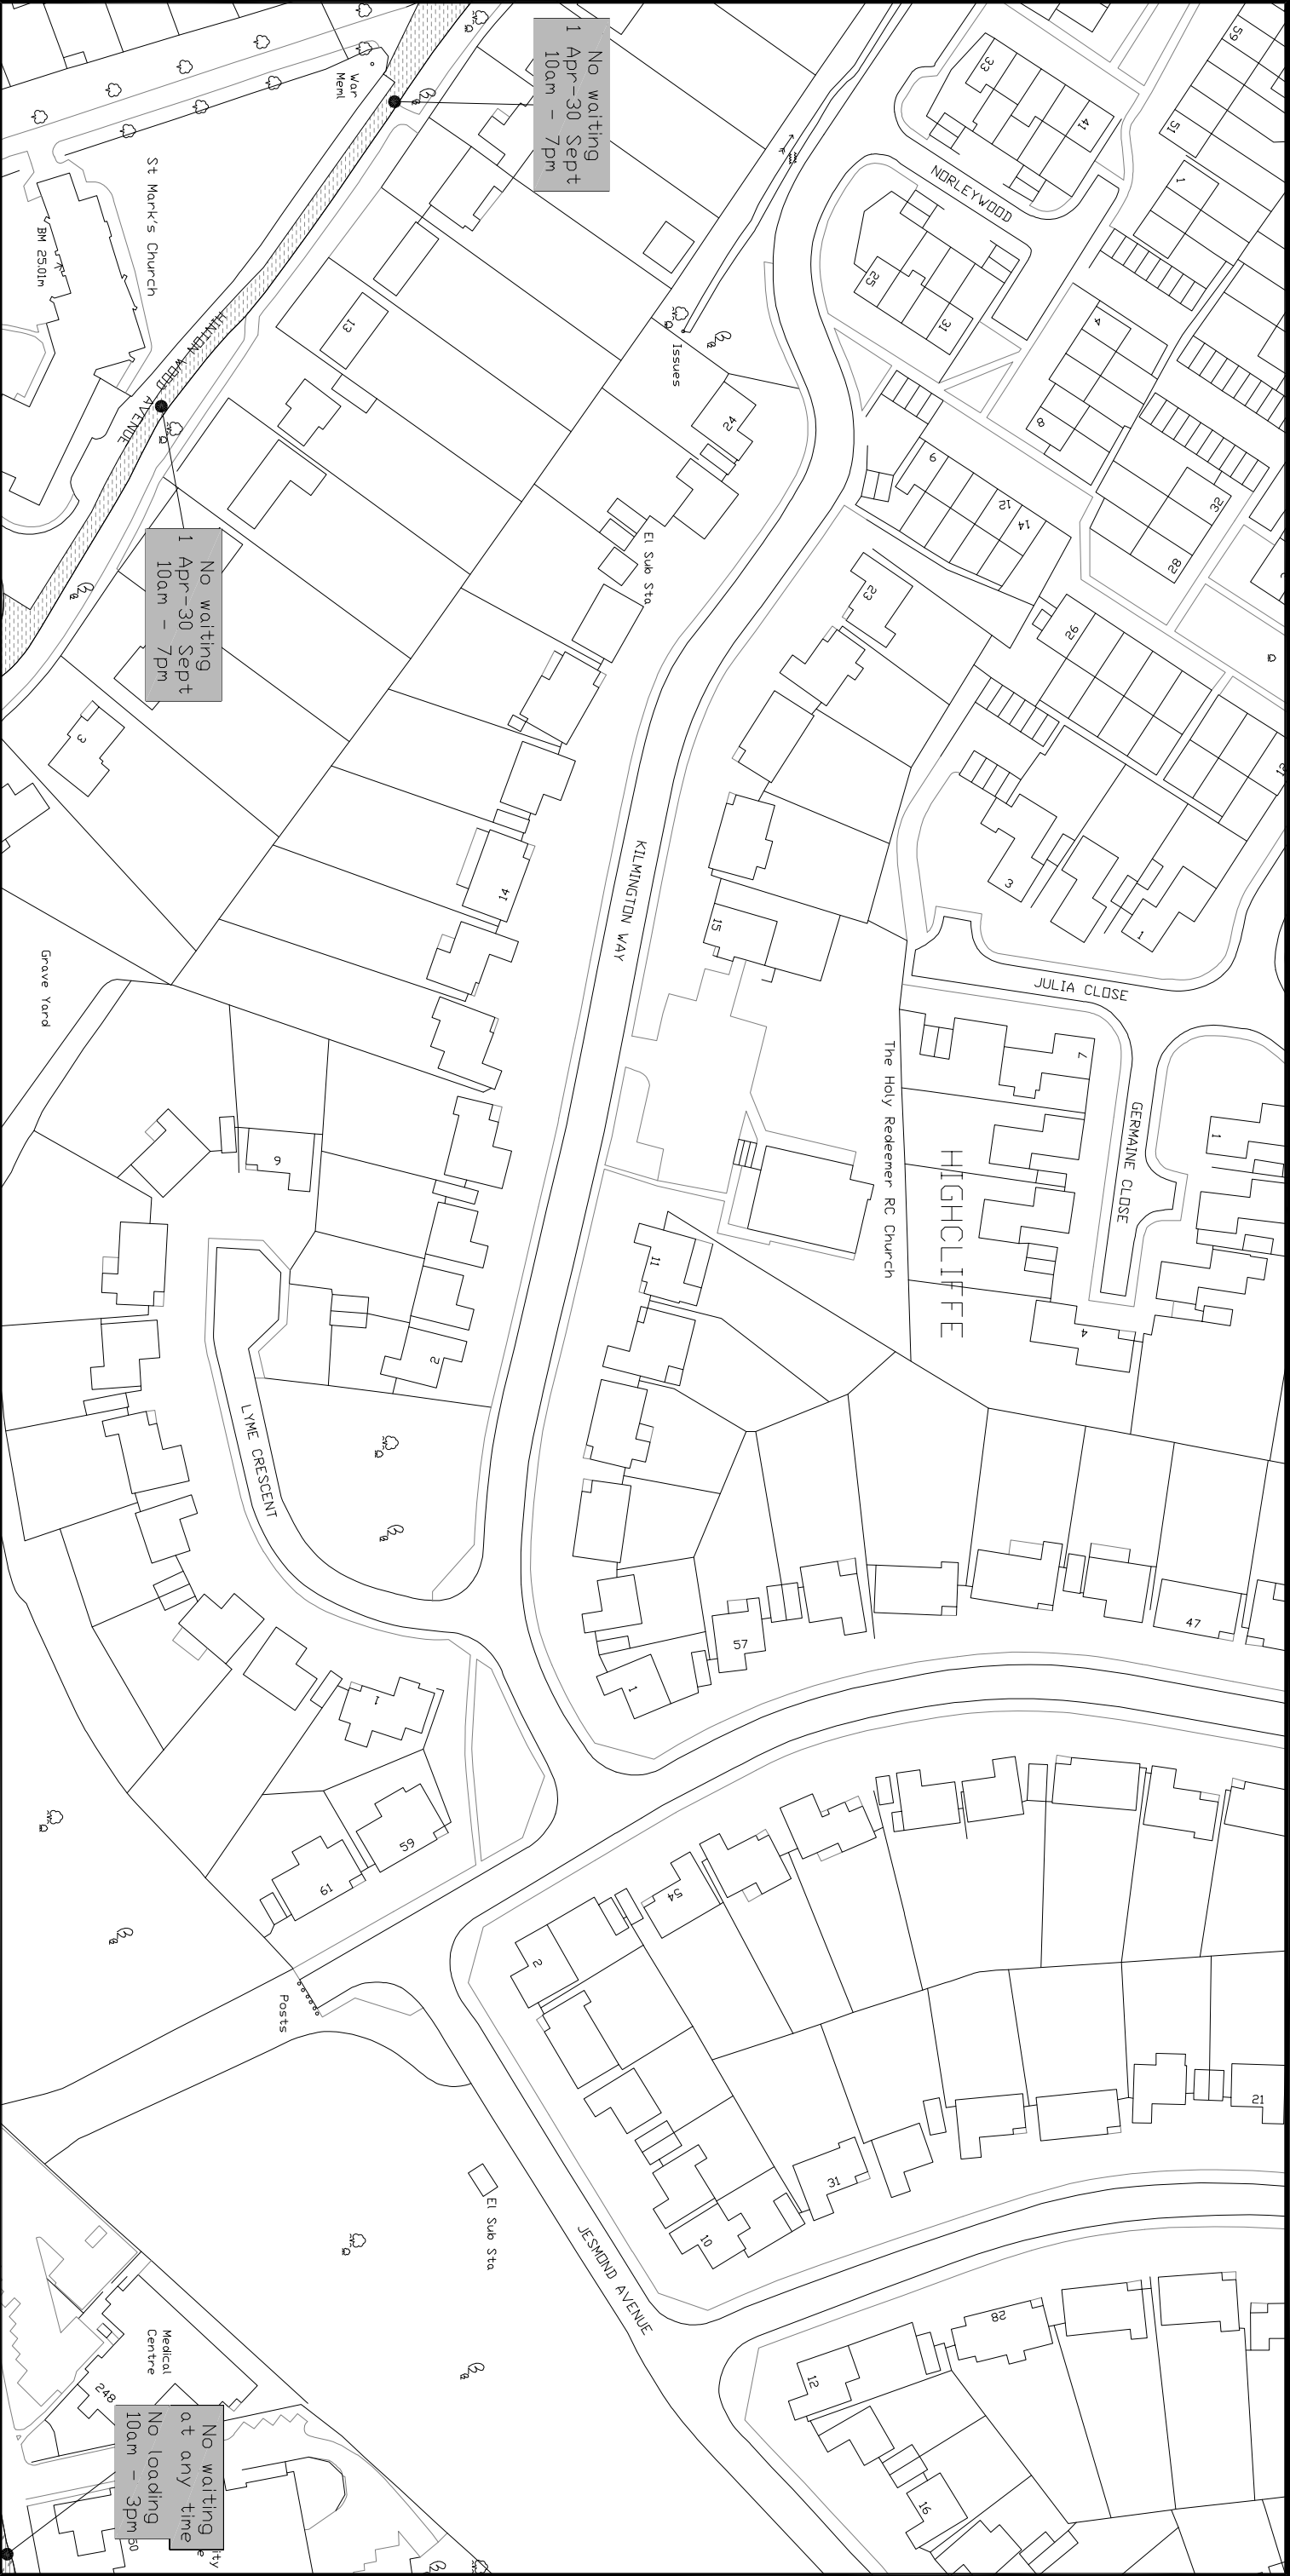 No waiting
1 Apr-30 Sept
10am - 7pm
War
Meml
St Mark's Church
BM 25.01m
HINTON WOOD AVENUE
No waiting
1 Apr-30 Sept
10am - 7pm
NORLEYWOOD
33
41
59
51
1
25
31
4
8
9
12
14
32
28
26
23
24
13
3
Issues
El Sub Sta
KILMINGTON WAY
14
15
3
1
JULIA CLOSE
7
GERMAINE CLOSE
1
4
The Holy Redeemer RC Church
HIGHCLIFFE
Grave Yard
9
2
11
LYME CRESCENT
57
47
1
1
59
61
54
2
Posts
21
31
10
El Sub Sta
JESMOND AVENUE
28
12
16
Medical
Centre
248
No waiting
at any time
No loading
10am - 3pm